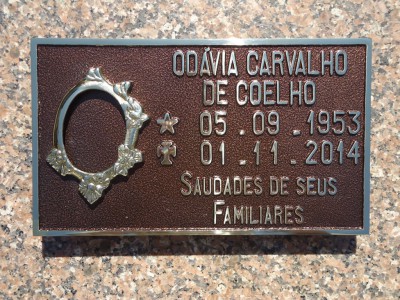 ODÁVIA CARVALHO
DE COELHO
05.09.1953
01.11.2014
SAUDADES DE SEUS
FAMILIARES